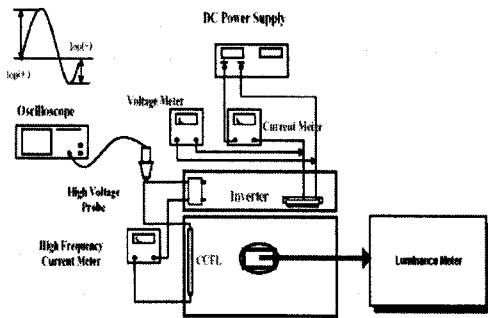 DC Power Supply
Iop(-)
Iop(+)
Voltage Meter
Oscilloscope
Current Meter
High Voltage
Probe
Inverter
High Frequency
Current Meter
CCFL
Luminance Meter